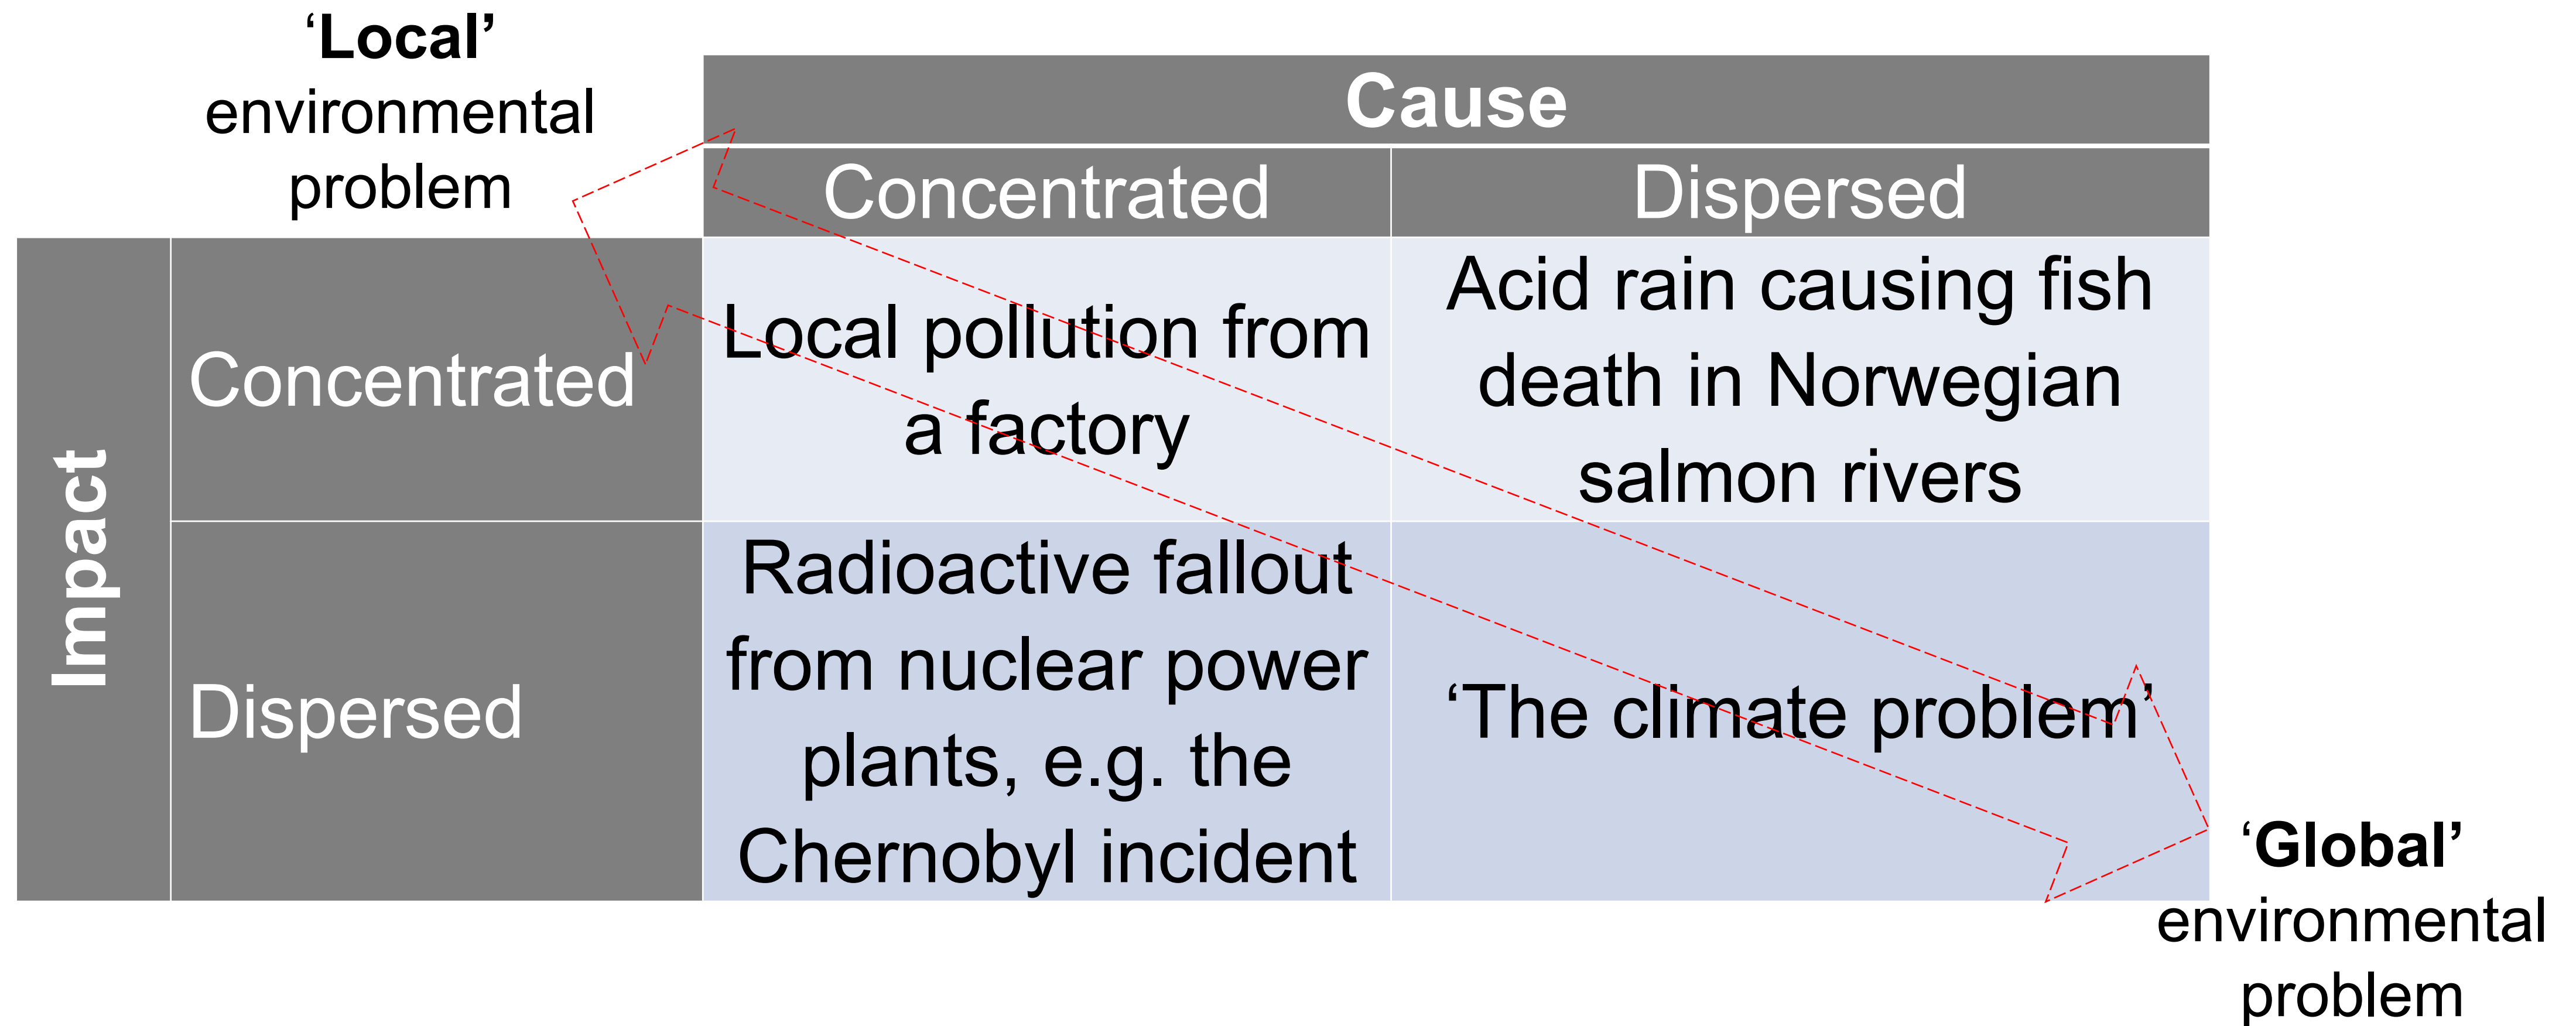 ‘Local’
environmental
problem
Cause
Concentrated
Dispersed
Impact
Concentrated
Local pollution from
a factory
Acid rain causing fish
death in Norwegian
salmon rivers
Dispersed
Radioactive fallout
from nuclear power
plants, e.g. the
Chernobyl incident
‘The climate problem’
‘Global’
environmental
problem